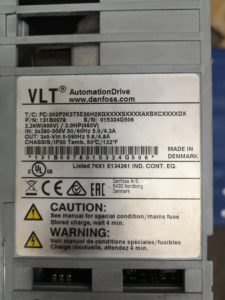 VLT® AutomationDrive
www.danfoss.com
T/C: FC-302P2K2T5E20H2XGXXXXSXXXXAXBXCXXXXDX
P/N: 131B0078 S/N: 015324G506
2.2kW(400V) / 3.0HP(460V)
IN: 3x380-500V 50/60Hz 5.0/4.3A
OUT: 3x0-Vin 0-590Hz 5.6/4.8A
CHASSIS/IP20 Tamb. 50°C/122°F
*131B0078015324G506*
MADE IN
DENMARK
Listed 76X1 E134261 IND. CONT. EQ.
Danfoss A/S
6430 Nordborg
Denmark
CAUTION:
See manual for special condition/mains fuse
Stored charge, wait 4 min.
WARNING:
Voir manual de conditions spéciales/fusibles
Charge résiduelle, attendez 4 min.